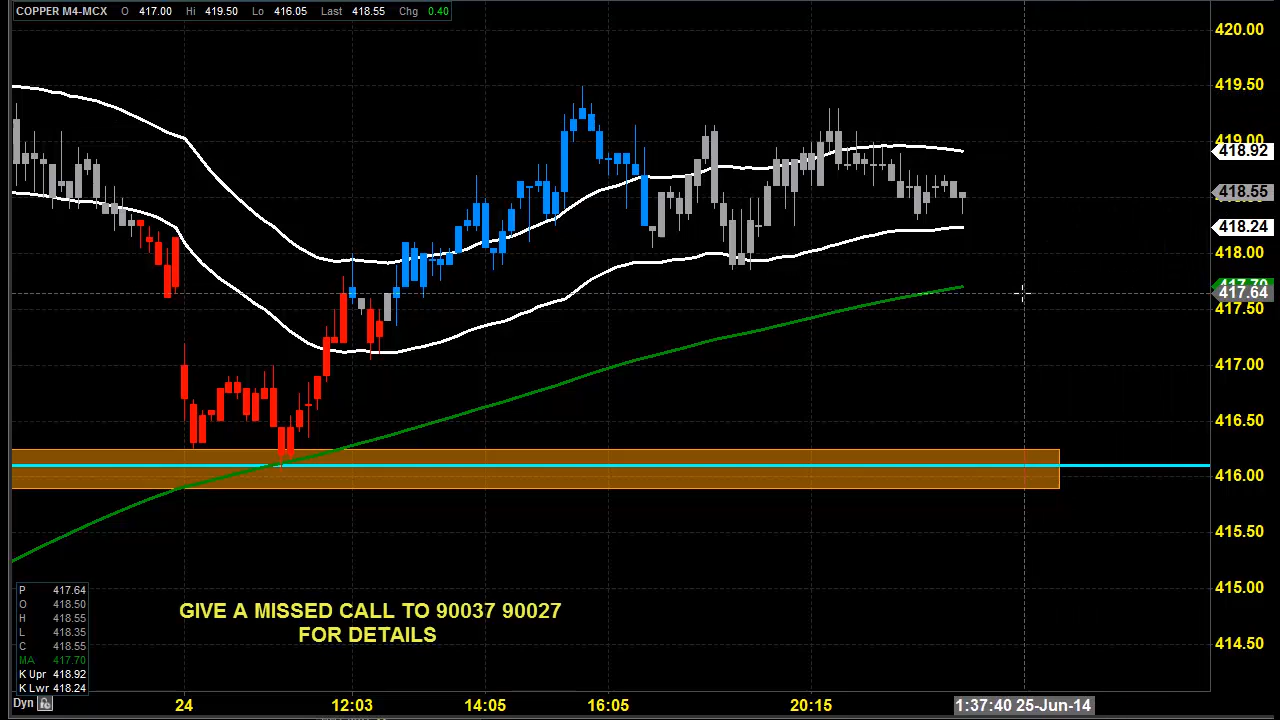 COPPER M4-MCX O 417.00 Hi 419.50 Lo 416.05 Last 418.55 Chg 0.40
420.00
419.50
419.00
418.92
418.55
418.24
418.00
417.70
417.64
417.50
417.00
416.50
416.00
415.50
415.00
414.50
P 417.64
O 418.50
H 418.55
L 418.35
C 418.55
MA 417.70
K Upr 418.92
K Lwr 418.24
GIVE A MISSED CALL TO 90037 90027
FOR DETAILS
Dyn
24 12:03 14:05 16:05 20:15 1:37:40 25-Jun-14